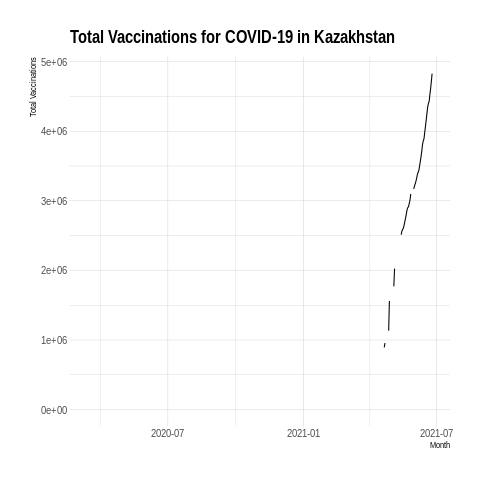 Total Vaccinations for COVID-19 in Kazakhstan
Total Vaccinations
5e+06
4e+06
3e+06
2e+06
1e+06
0e+00
2020-07 2021-01 2021-07
Month